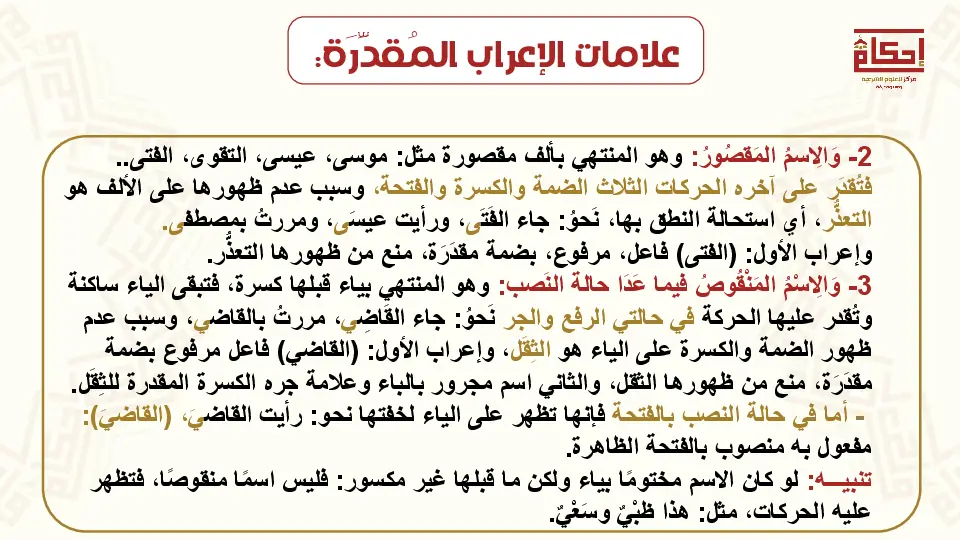 علامات الإعراب المُقدَّرَة:
إحكام
مركز للعلوم الشرعية
2- وَالِاسمُ المَقصُورُ: وهو المنتهي بألف مقصورة مثل: موسى، عيسى، التقوى، الفتى..
فتُقدَر على آخره الحركات الثلاث الضمة والكسرة والفتحة، وسبب عدم ظهورها على الألف هو
التعذُّر، أي استحالة النطق بها، نَحوُ: جاء الفَتَى، ورأيت عيسَى، ومررتُ بمصطفى.
وإعراب الأول: (الفتى) فاعل، مرفوع، بضمة مقدَرَة، منع من ظهورها التعذُّر.
3- وَالِاسْمُ المَنْقُوصُ فيما عَدَا حالة النَصب: وهو المنتهي بياء قبلها كسرة، فتبقى الياء ساكنة
وتُقدر عليها الحركة في حالتي الرفع والجر نَحوُ: جاء القَاضِي، مررتُ بالقاضي، وسبب عدم
ظهور الضمة والكسرة على الياء هو الثِقَل، وإعراب الأول: (القاضي) فاعل مرفوع بضمة
مقدَرَة، منع من ظهورها الثقل، والثاني اسم مجرور بالباء وعلامة جره الكسرة المقدرة للثِقَل.
- أما في حالة النصب بالفتحة فإنها تظهر على الياء لخفتها نحو: رأيت القاضيَ، (القاضيَ):
مفعول به منصوب بالفتحة الظاهرة.
تنبيـــه: لو كان الاسم مختومًا بياء ولكن ما قبلها غير مكسور: فليس اسمًا منقوصًا، فتظهر
عليه الحركات، مثل: هذا ظبْيٌ وسَعْيٌ.